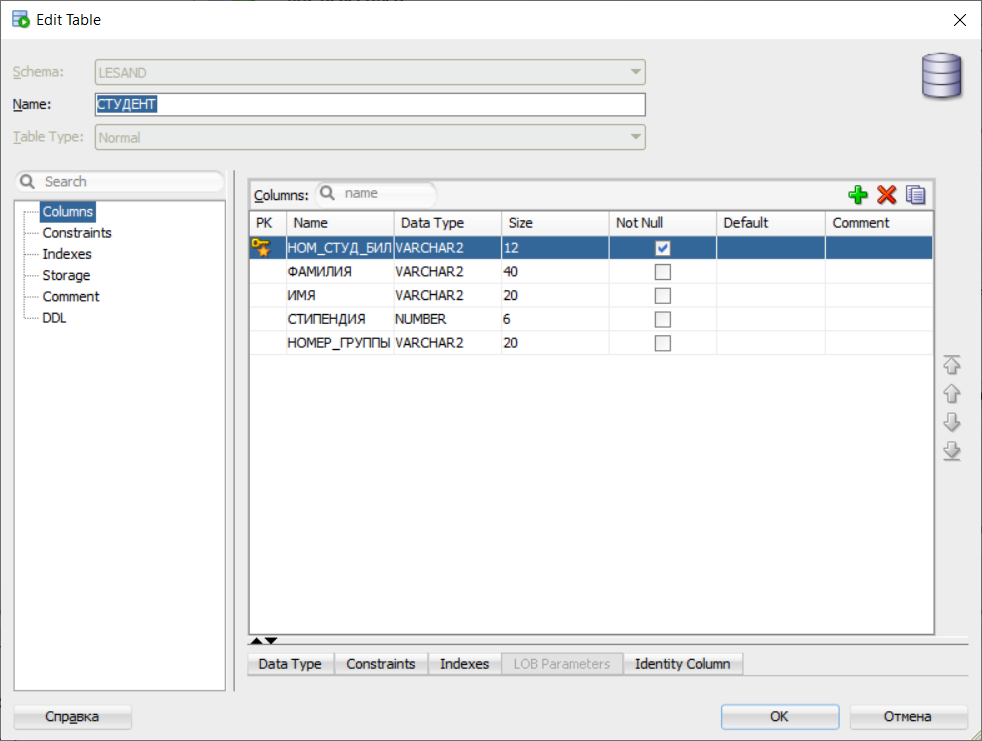 Edit Table
Schema: LESAND
Name: СТУДЕНТ
Table Type: Normal
Search
Columns
Constraints
Indexes
Storage
Comment
DDL
Columns: name
PK Name Data Type Size Not Null Default Comment
НОМ_СТУД_БИЛ VARCHAR2 12
ФАМИЛИЯ VARCHAR2 40
ИМЯ VARCHAR2 20
СТИПЕНДИЯ NUMBER 6
НОМЕР_ГРУППЫ VARCHAR2 20
Data Type Constraints Indexes LOB Parameters Identity Column
Справка OK Отмена